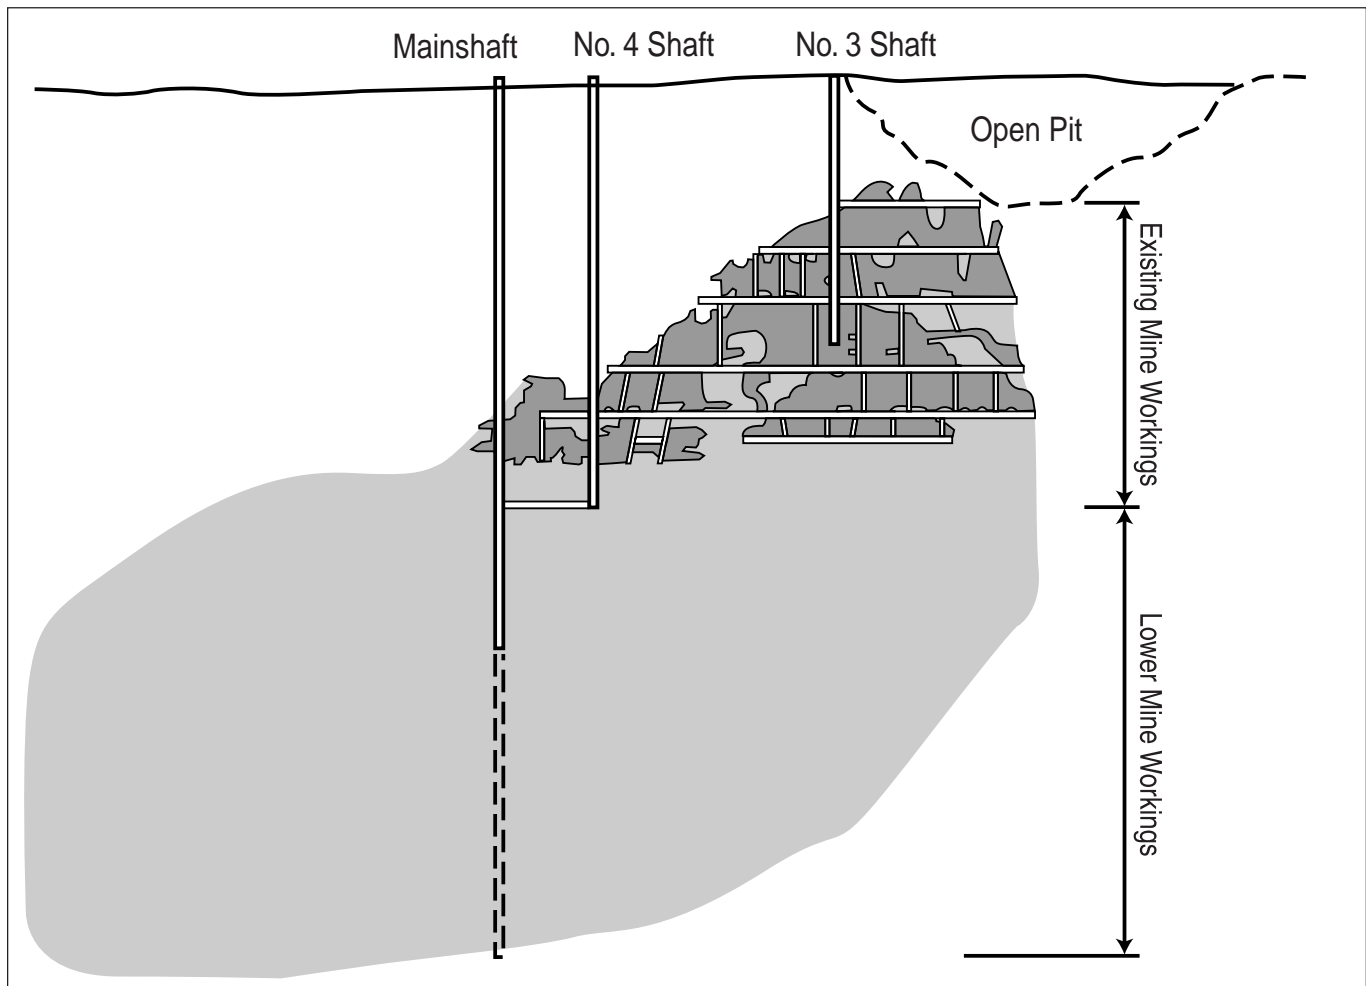 Mainshaft
No. 4 Shaft
No. 3 Shaft
Open Pit
Existing Mine Workings
Lower Mine Workings